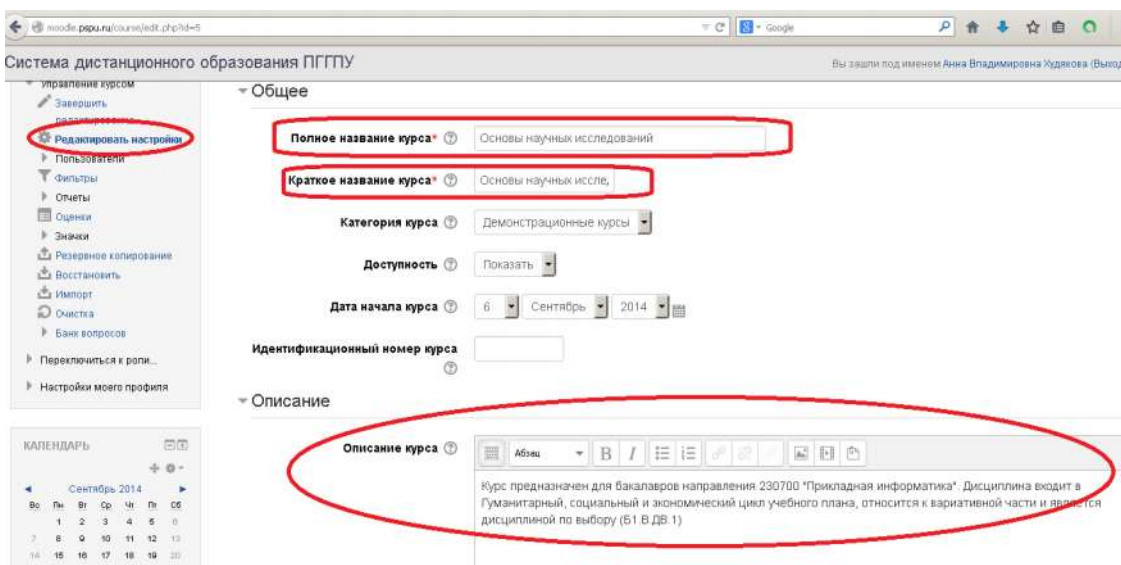 moodle.pspu.ru/course/edit.php?id=5
Google
Система дистанционного образования ПГГПУ
Вы зашли под именем Анна Владимировна Худякова (Выход
Управление курсом
Завершить
редактирование
Редактировать настройки
Пользователи
Фильтры
Отчеты
Оценки
Значки
Резервное копирование
Восстановить
Импорт
Очистка
Банк вопросов
Переключиться к роли...
Настройки моего профиля
Общее
Полное название курса* Основы научных исследований
Краткое название курса* Основы научных иссле,
Категория курса Демонстрационные курсы
Доступность Показать
Дата начала курса 6 Сентябрь 2014
Идентификационный номер курса
Описание
Описание курса
Абзац B I
Курс предназначен для бакалавров направления 230700 "Прикладная информатика". Дисциплина входит в
Гуманитарный, социальный и экономический цикл учебного плана, относится к вариативной части и является
дисциплиной по выбору (Б1.В.ДВ.1)
КАЛЕНДАРЬ
Сентябрь 2014
Вс Пн Вт Ср Чт Пт Сб
1 2 3 4 5 6
7 8 9 10 11 12 13
14 15 16 17 18 19 20